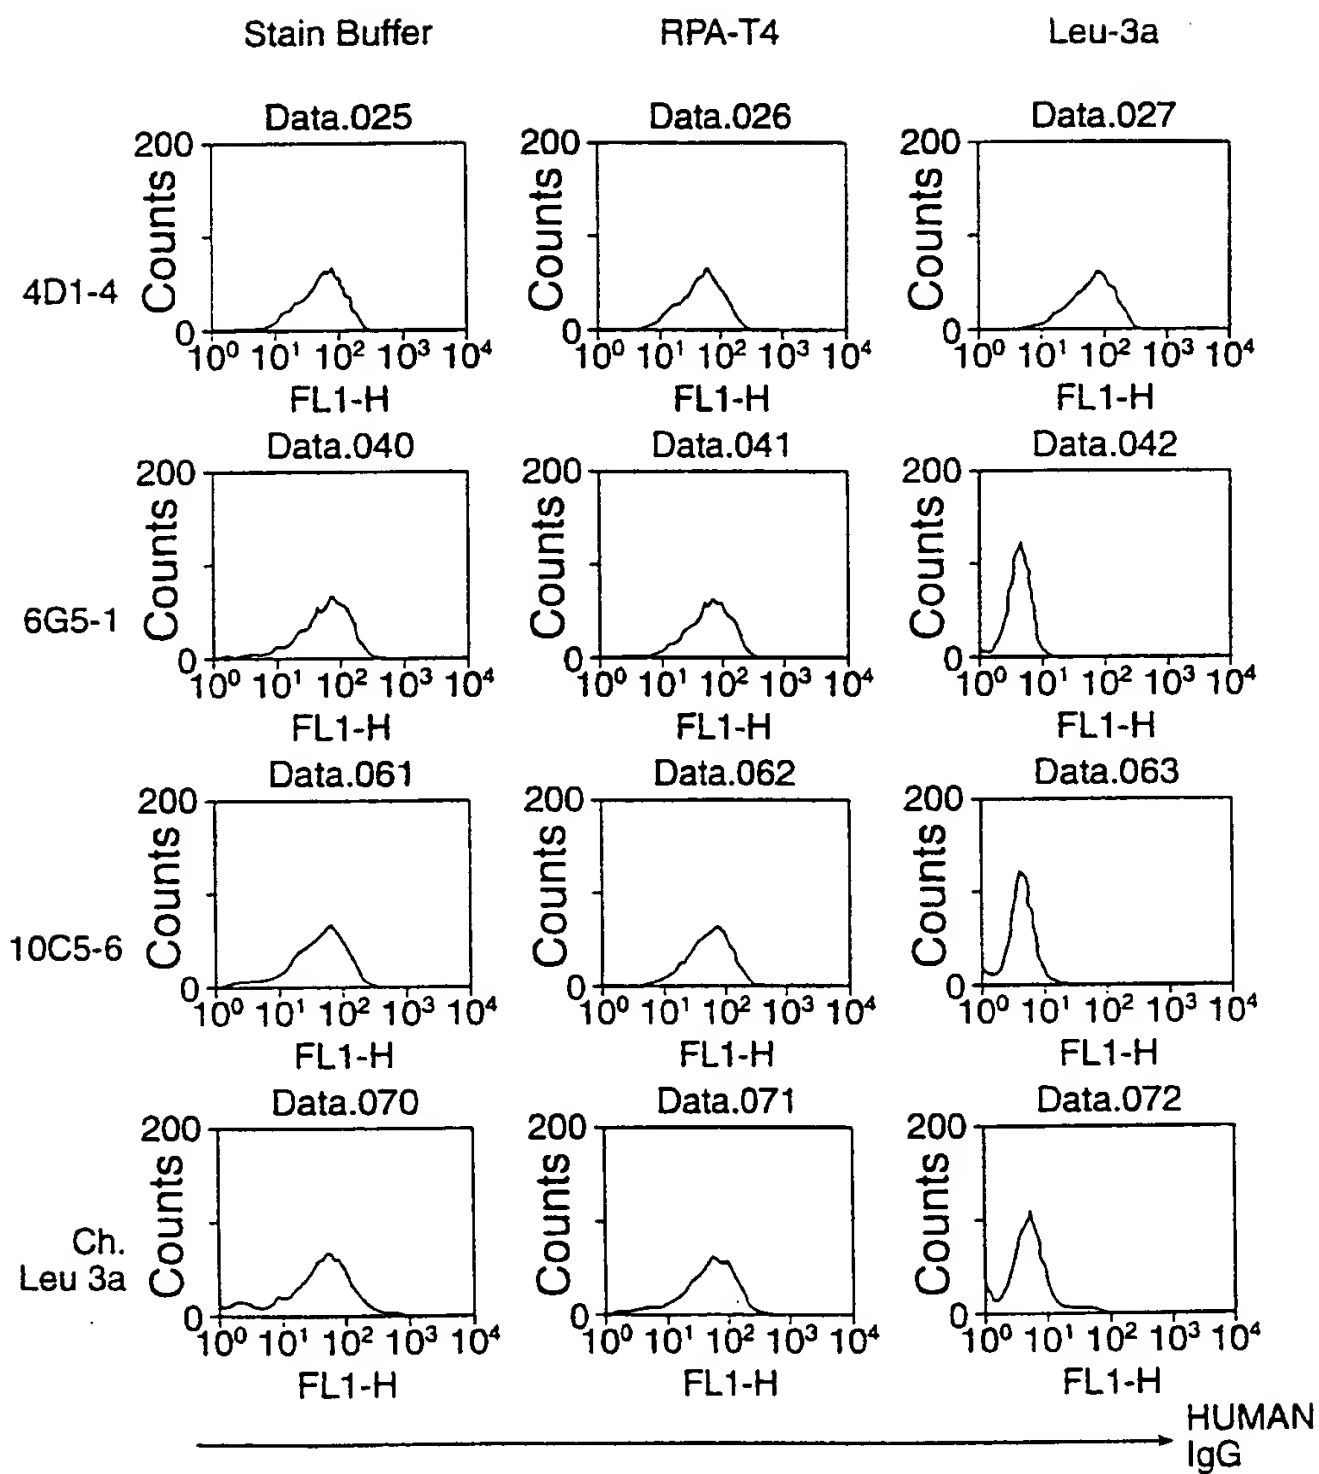 Stain Buffer RPA-T4 Leu-3a
Data.025 Data.026 Data.027
200 200 200
Counts Counts Counts
4D1-4
0 0 0
10⁰ 10¹ 10² 10³ 10⁴ 10⁰ 10¹ 10² 10³ 10⁴ 10⁰ 10¹ 10² 10³ 10⁴
FL1-H FL1-H FL1-H
Data.040 Data.041 Data.042
200 200 200
Counts Counts Counts
6G5-1
0 0 0
10⁰ 10¹ 10² 10³ 10⁴ 10⁰ 10¹ 10² 10³ 10⁴ 10⁰ 10¹ 10² 10³ 10⁴
FL1-H FL1-H FL1-H
Data.061 Data.062 Data.063
200 200 200
Counts Counts Counts
10C5-6
0 0 0
10⁰ 10¹ 10² 10³ 10⁴ 10⁰ 10¹ 10² 10³ 10⁴ 10⁰ 10¹ 10² 10³ 10⁴
FL1-H FL1-H FL1-H
Data.070 Data.071 Data.072
200 200 200
Counts Counts Counts
Ch.
Leu 3a
0 0 0
10⁰ 10¹ 10² 10³ 10⁴ 10⁰ 10¹ 10² 10³ 10⁴ 10⁰ 10¹ 10² 10³ 10⁴
FL1-H FL1-H FL1-H
HUMAN
IgG